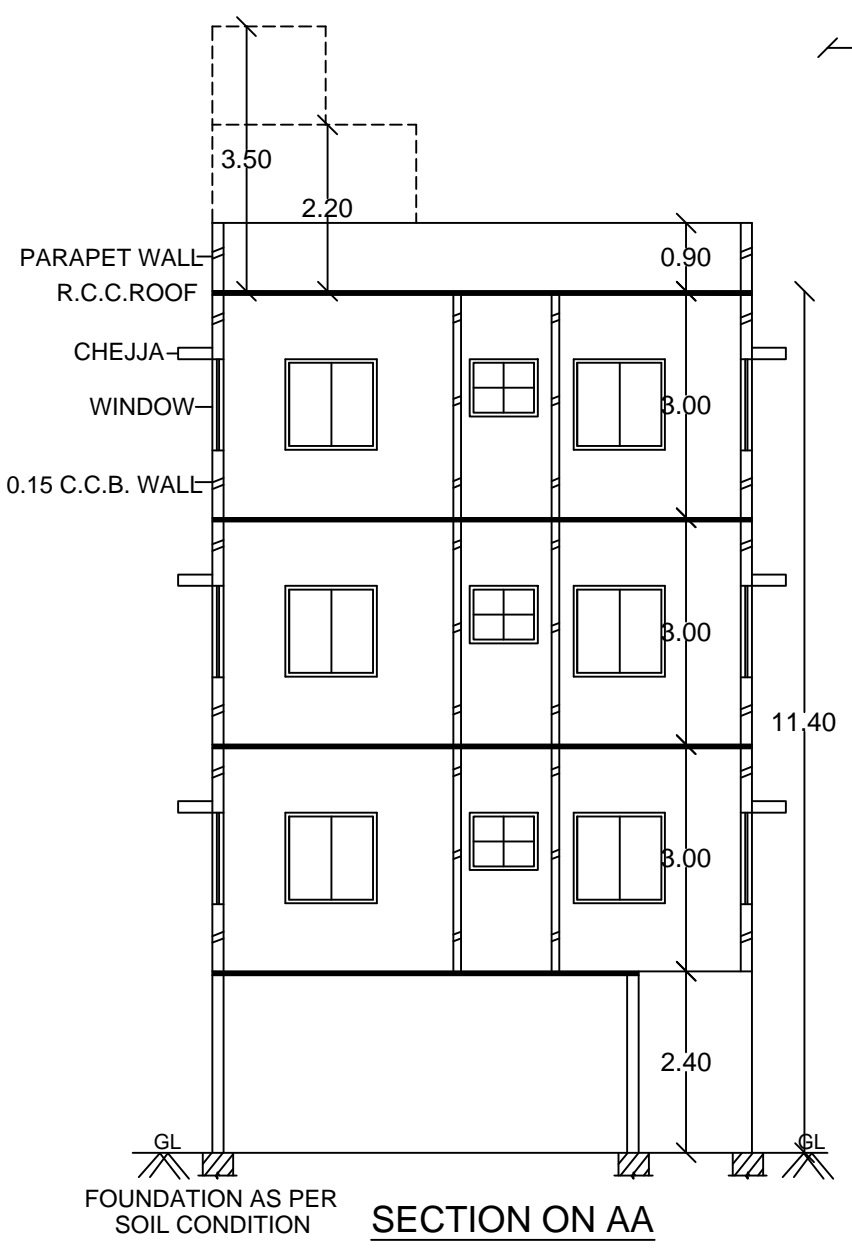 3.50
2.20
PARAPET WALL
0.90
R.C.C.ROOF
CHEJJA
WINDOW
3.00
0.15 C.C.B. WALL
3.00
11.40
3.00
2.40
GL
GL
FOUNDATION AS PER
SOIL CONDITION
SECTION ON AA